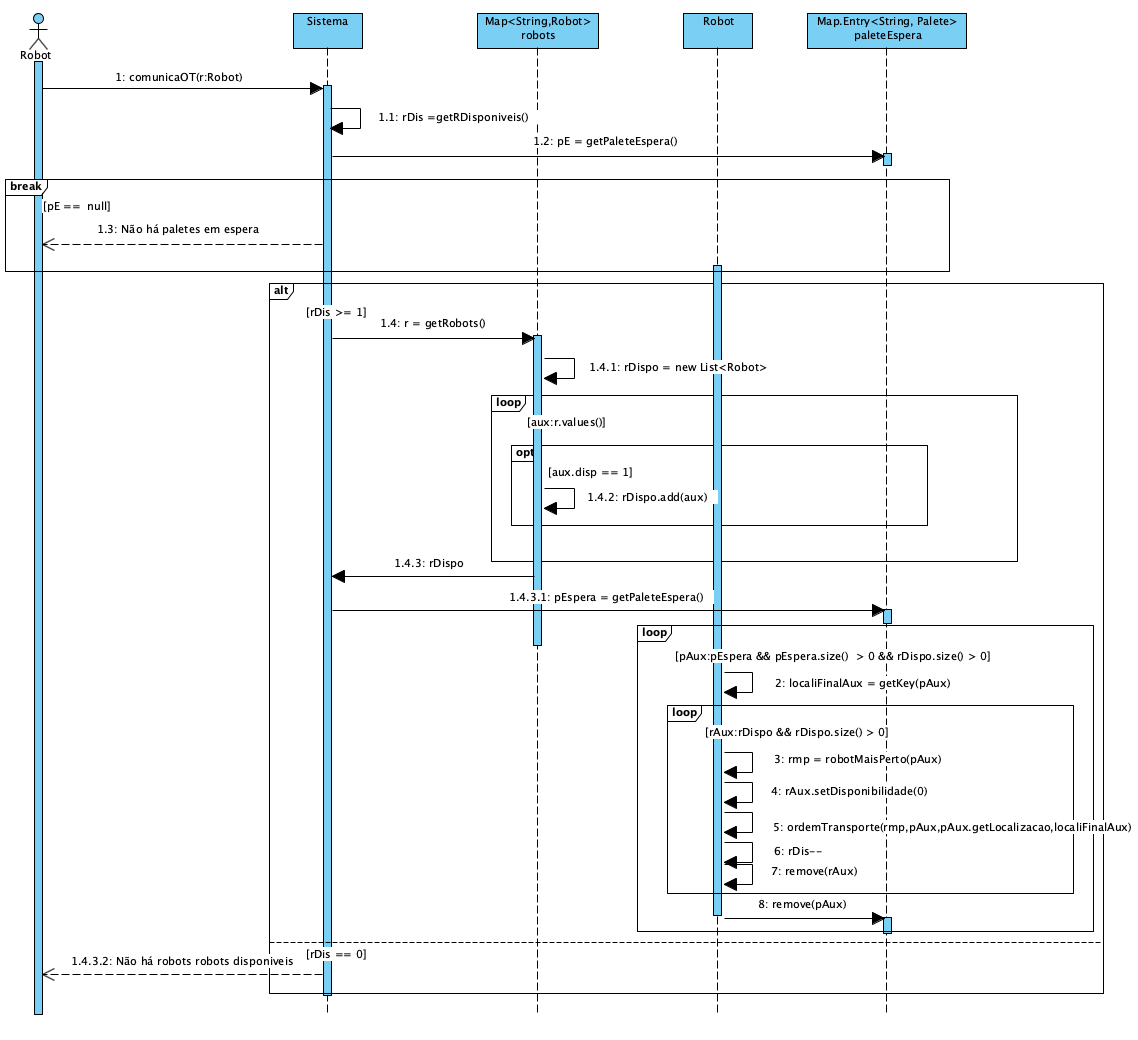 Sistema
Map<String,Robot>
robots
Robot
Map.Entry<String, Palete>
paleteEspera
Robot
1: comunicaOT(r:Robot)
1.1: rDis =getRDisponiveis()
1.2: pE = getPaleteEspera()
break
[pE == null]
1.3: Não há paletes em espera
alt
[rDis >= 1]
1.4: r = getRobots()
1.4.1: rDispo = new List<Robot>
loop
[aux:r.values()]
opt
[aux.disp == 1]
1.4.2: rDispo.add(aux)
1.4.3: rDispo
1.4.3.1: pEspera = getPaleteEspera()
loop
[pAux:pEspera && pEspera.size() > 0 && rDispo.size() > 0]
2: localiFinalAux = getKey(pAux)
loop
[rAux:rDispo && rDispo.size() > 0]
3: rmp = robotMaisPerto(pAux)
4: rAux.setDisponibilidade(0)
5: ordemTransporte(rmp,pAux,pAux.getLocalizacao,localiFinalAux)
6: rDis--
7: remove(rAux)
8: remove(pAux)
[rDis == 0]
1.4.3.2: Não há robots robots disponiveis